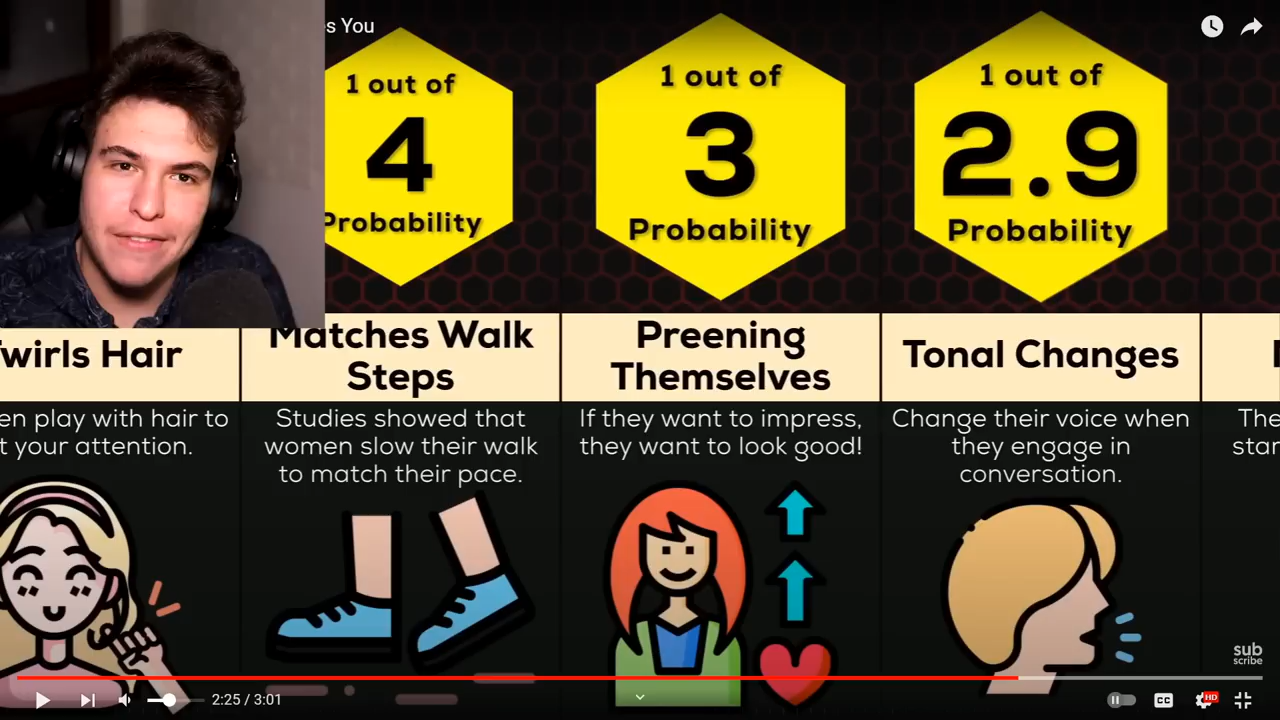 s You
1 out of
4
Probability
1 out of
3
Probability
1 out of
2.9
Probability
Twirls Hair
Matches Walk
Steps
Preening
Themselves
Tonal Changes
en play with hair to
t your attention.
Studies showed that
women slow their walk
to match their pace.
If they want to impress,
they want to look good!
Change their voice when
they engage in
conversation.
The
star
sub
scribe
2:25 / 3:01
CC
HD